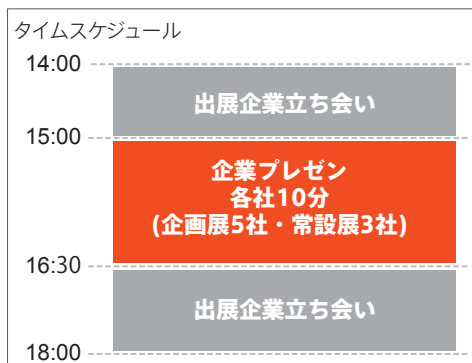 タイムスケジュール
14:00
出展企業立ち会い
15:00
企業プレゼン
各社10分
(企画展5社・常設展3社)
16:30
出展企業立ち会い
18:00